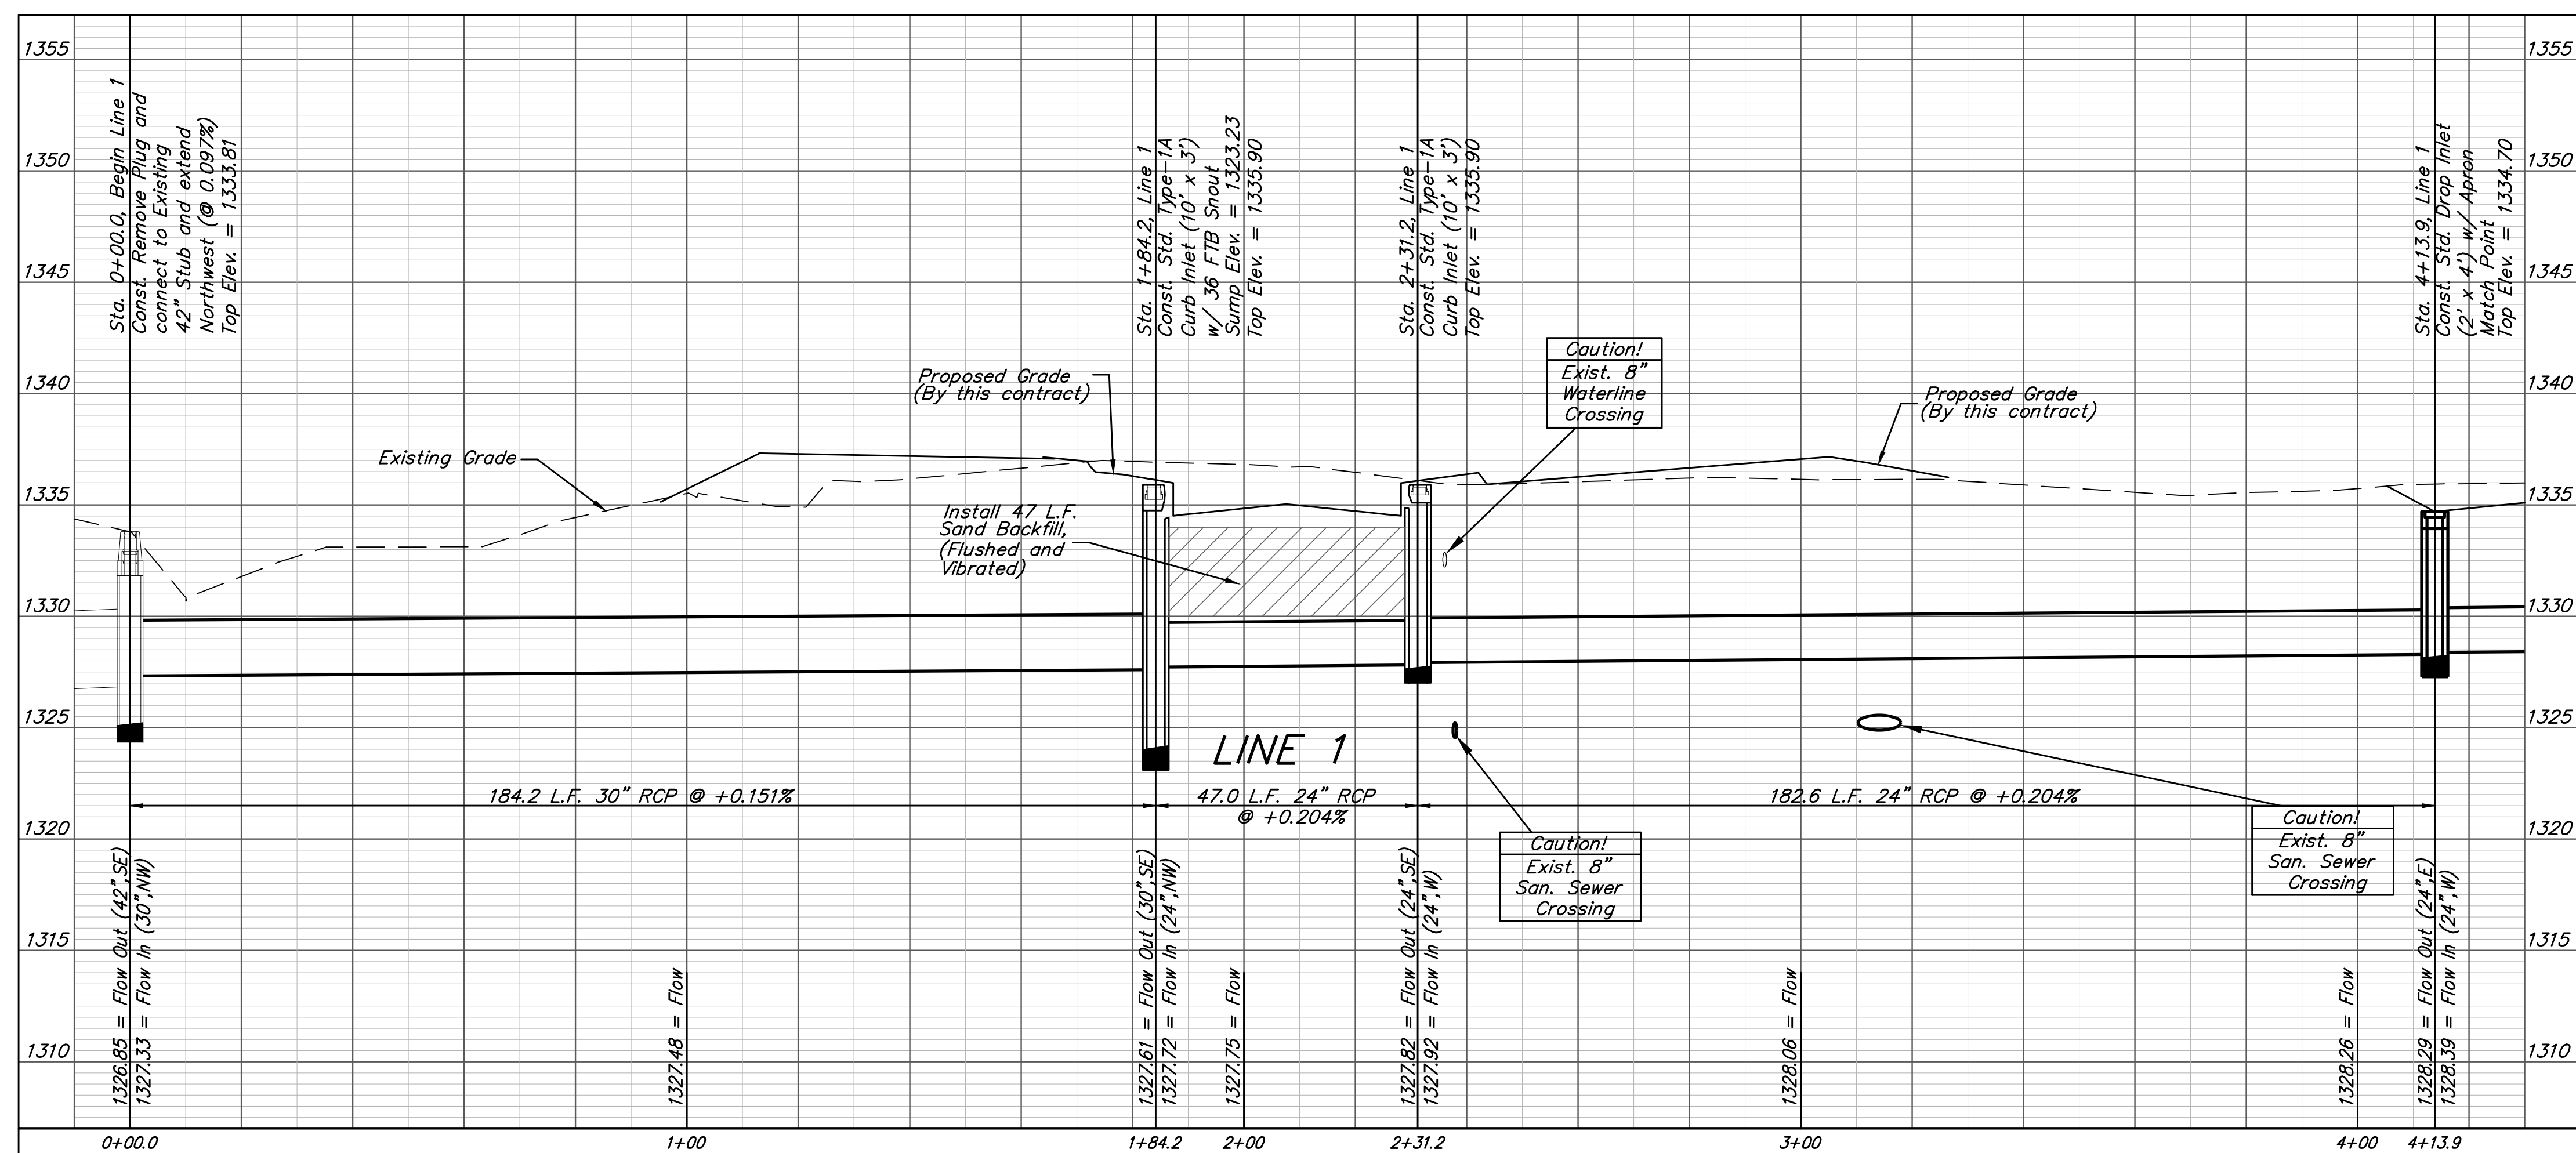 1355
1350
1345
1340
1335
1330
1325
1320
1315
1310
Sta. 0+00.0, Begin Line 1
Const. Remove Plug and
connect to Existing
42" Stub and extend
Northwest (@ 0.097%)
Top Elev. = 1333.81
Sta. 1+84.2, Line 1
Const. Std. Type-1A
Curb Inlet (10' x 3')
w/ 36 FTB Snout
Sump Elev. = 1323.23
Top Elev. = 1335.90
Sta. 2+31.2, Line 1
Const. Std. Type-1A
Curb Inlet (10' x 3')
Top Elev. = 1335.90
Sta. 4+13.9, Line 1
Const. Std. Drop Inlet
(2' x 4') w/ Apron
Match Point
Top Elev. = 1334.70
Existing Grade
Proposed Grade
(By this contract)
Caution!
Exist. 8"
Waterline
Crossing
Proposed Grade
(By this contract)
Install 47 L.F.
Sand Backfill,
(Flushed and
Vibrated)
LINE 1
184.2 L.F. 30" RCP @ +0.151%
47.0 L.F. 24" RCP
@ +0.204%
182.6 L.F. 24" RCP @ +0.204%
Caution!
Exist. 8"
San. Sewer
Crossing
Caution!
Exist. 8"
San. Sewer
Crossing
1326.85 = Flow Out (42",SE)
1327.33 = Flow In (30",NW)
1327.48 = Flow
1327.61 = Flow Out (30",SE)
1327.72 = Flow In (24",NW)
1327.75 = Flow
1327.82 = Flow Out (24",SE)
1327.92 = Flow In (24",W)
1328.06 = Flow
1328.26 = Flow
1328.29 = Flow Out (24",E)
1328.39 = Flow In (24",W)
1355
1350
1345
1340
1335
1330
1325
1320
1315
1310
0+00.0 1+00 1+84.2 2+00 2+31.2 3+00 4+00 4+13.9